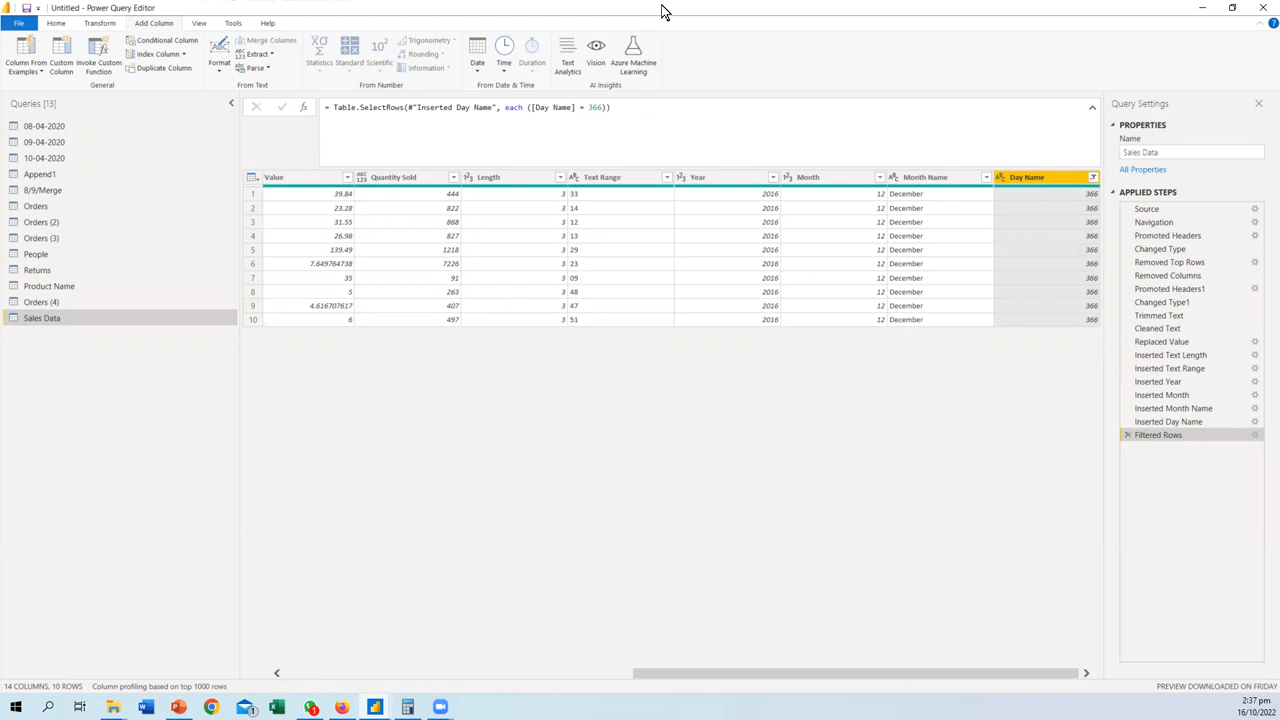 Untitled - Power Query Editor
File Home Transform Add Column View Tools Help
Column From Examples
Custom Column
Invoke Custom Function
Conditional Column
Index Column
Duplicate Column
General
Format
Merge Columns
Extract
Parse
From Text
Statistics
Standard
Scientific
Trigonometry
Rounding
Information
From Number
Date
Time
Duration
From Date & Time
Text Analytics
Vision
Azure Machine Learning
AI Insights
Queries [13]
08-04-2020
09-04-2020
10-04-2020
Append1
8/9/Merge
Orders
Orders (2)
Orders (3)
People
Returns
Product Name
Orders (4)
Sales Data
= Table.SelectRows(#"Inserted Day Name", each ([Day Name] = 366))
Value Quantity Sold Length Text Range Year Month Month Name Day Name
1 39.84 444 3 33 2016 12 December 366
2 23.28 822 3 14 2016 12 December 366
3 31.55 868 3 12 2016 12 December 366
4 26.98 827 3 13 2016 12 December 366
5 139.49 1218 3 29 2016 12 December 366
6 7.649764738 7226 3 23 2016 12 December 366
7 35 91 3 09 2016 12 December 366
8 5 263 3 48 2016 12 December 366
9 4.616707617 407 3 47 2016 12 December 366
10 6 497 3 51 2016 12 December 366
Query Settings
PROPERTIES
Name
Sales Data
All Properties
APPLIED STEPS
Source
Navigation
Promoted Headers
Changed Type
Removed Top Rows
Removed Columns
Promoted Headers1
Changed Type1
Trimmed Text
Cleaned Text
Replaced Value
Inserted Text Length
Inserted Text Range
Inserted Year
Inserted Month
Inserted Month Name
Inserted Day Name
Filtered Rows
14 COLUMNS, 10 ROWS Column profiling based on top 1000 rows
PREVIEW DOWNLOADED ON FRIDAY
2:37 pm
16/10/2022